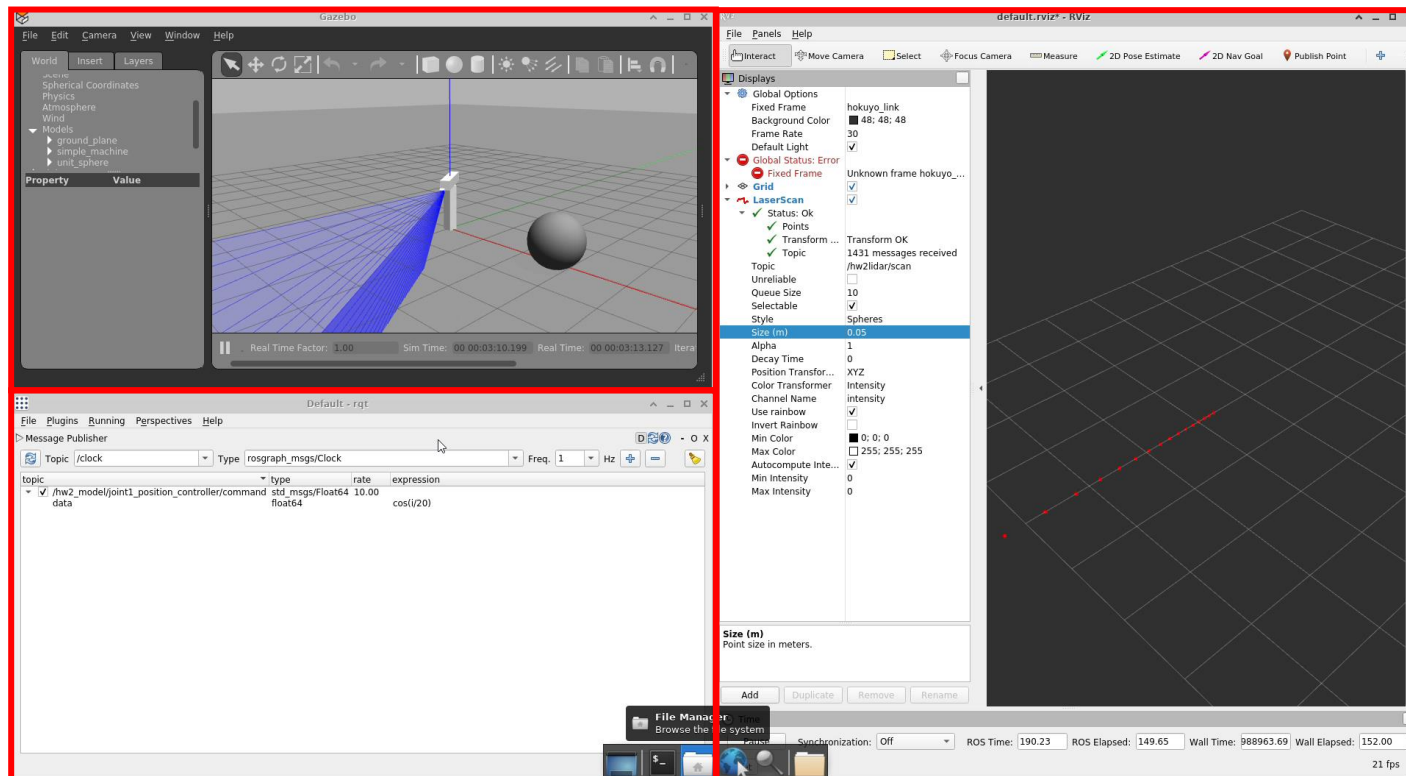 Gazebo
File Edit Camera View Window Help
World Insert Layers
Scene
Spherical Coordinates
Physics
Atmosphere
Wind
Models
ground_plane
simple_machine
unit_sphere
Property Value
Real Time Factor: 1.00 Sim Time: 00 00:03:10.199 Real Time: 00 00:03:13.127 Itera
Default - rqt
File Plugins Running Perspectives Help
Message Publisher
D - O X
Topic /clock Type rosgraph_msgs/Clock Freq. 1 Hz
topic type rate expression
/hw2_model/joint1_position_controller/command std_msgs/Float64 10.00
data float64 cos(i/20)
File Manager
Browse the file system
$_
default.rviz* - RViz
File Panels Help
Interact Move Camera Select Focus Camera Measure 2D Pose Estimate 2D Nav Goal Publish Point
Displays
Global Options
Fixed Frame hokuyo_link
Background Color 48; 48; 48
Frame Rate 30
Default Light
Global Status: Error
Fixed Frame Unknown frame hokuyo_...
Grid
LaserScan
Status: Ok
Points
Transform ... Transform OK
Topic 1431 messages received
Topic /hw2lidar/scan
Unreliable
Queue Size 10
Selectable
Style Spheres
Size (m) 0.05
Alpha 1
Decay Time 0
Position Transfor... XYZ
Color Transformer Intensity
Channel Name intensity
Use rainbow
Invert Rainbow
Min Color 0; 0; 0
Max Color 255; 255; 255
Autocompute Inte...
Min Intensity 0
Max Intensity 0
Size (m)
Point size in meters.
Add Duplicate Remove Rename
Time
Pause Synchronization: Off ROS Time: 190.23 ROS Elapsed: 149.65 Wall Time: 988963.69 Wall Elapsed: 152.00
21 fps